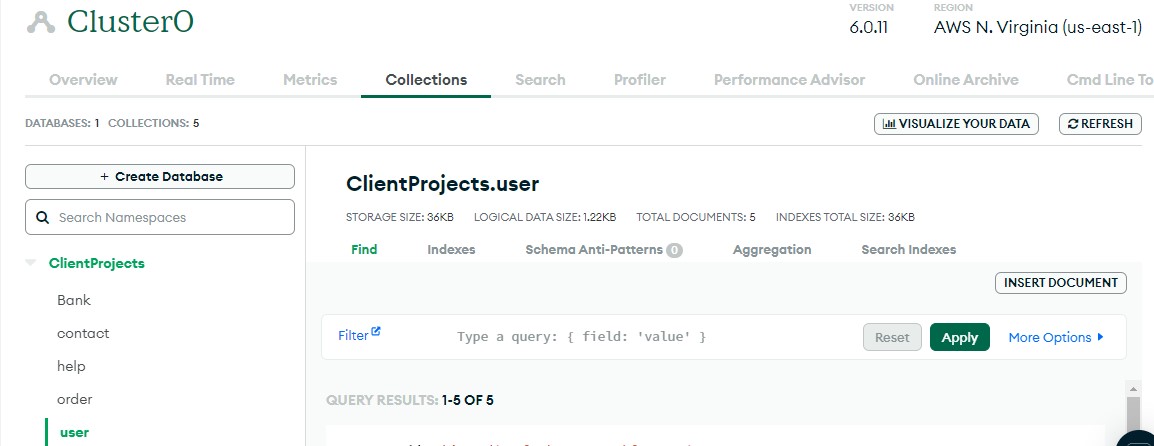 Cluster0
VERSION
6.0.11
REGION
AWS N. Virginia (us-east-1)
Overview Real Time Metrics Collections Search Profiler Performance Advisor Online Archive Cmd Line To
DATABASES: 1 COLLECTIONS: 5
VISUALIZE YOUR DATA
REFRESH
+ Create Database
Search Namespaces
ClientProjects
Bank
contact
help
order
user
ClientProjects.user
STORAGE SIZE: 36KB LOGICAL DATA SIZE: 1.22KB TOTAL DOCUMENTS: 5 INDEXES TOTAL SIZE: 36KB
Find Indexes Schema Anti-Patterns 0 Aggregation Search Indexes
INSERT DOCUMENT
Filter Type a query: { field: 'value' } Reset Apply More Options
QUERY RESULTS: 1-5 OF 5